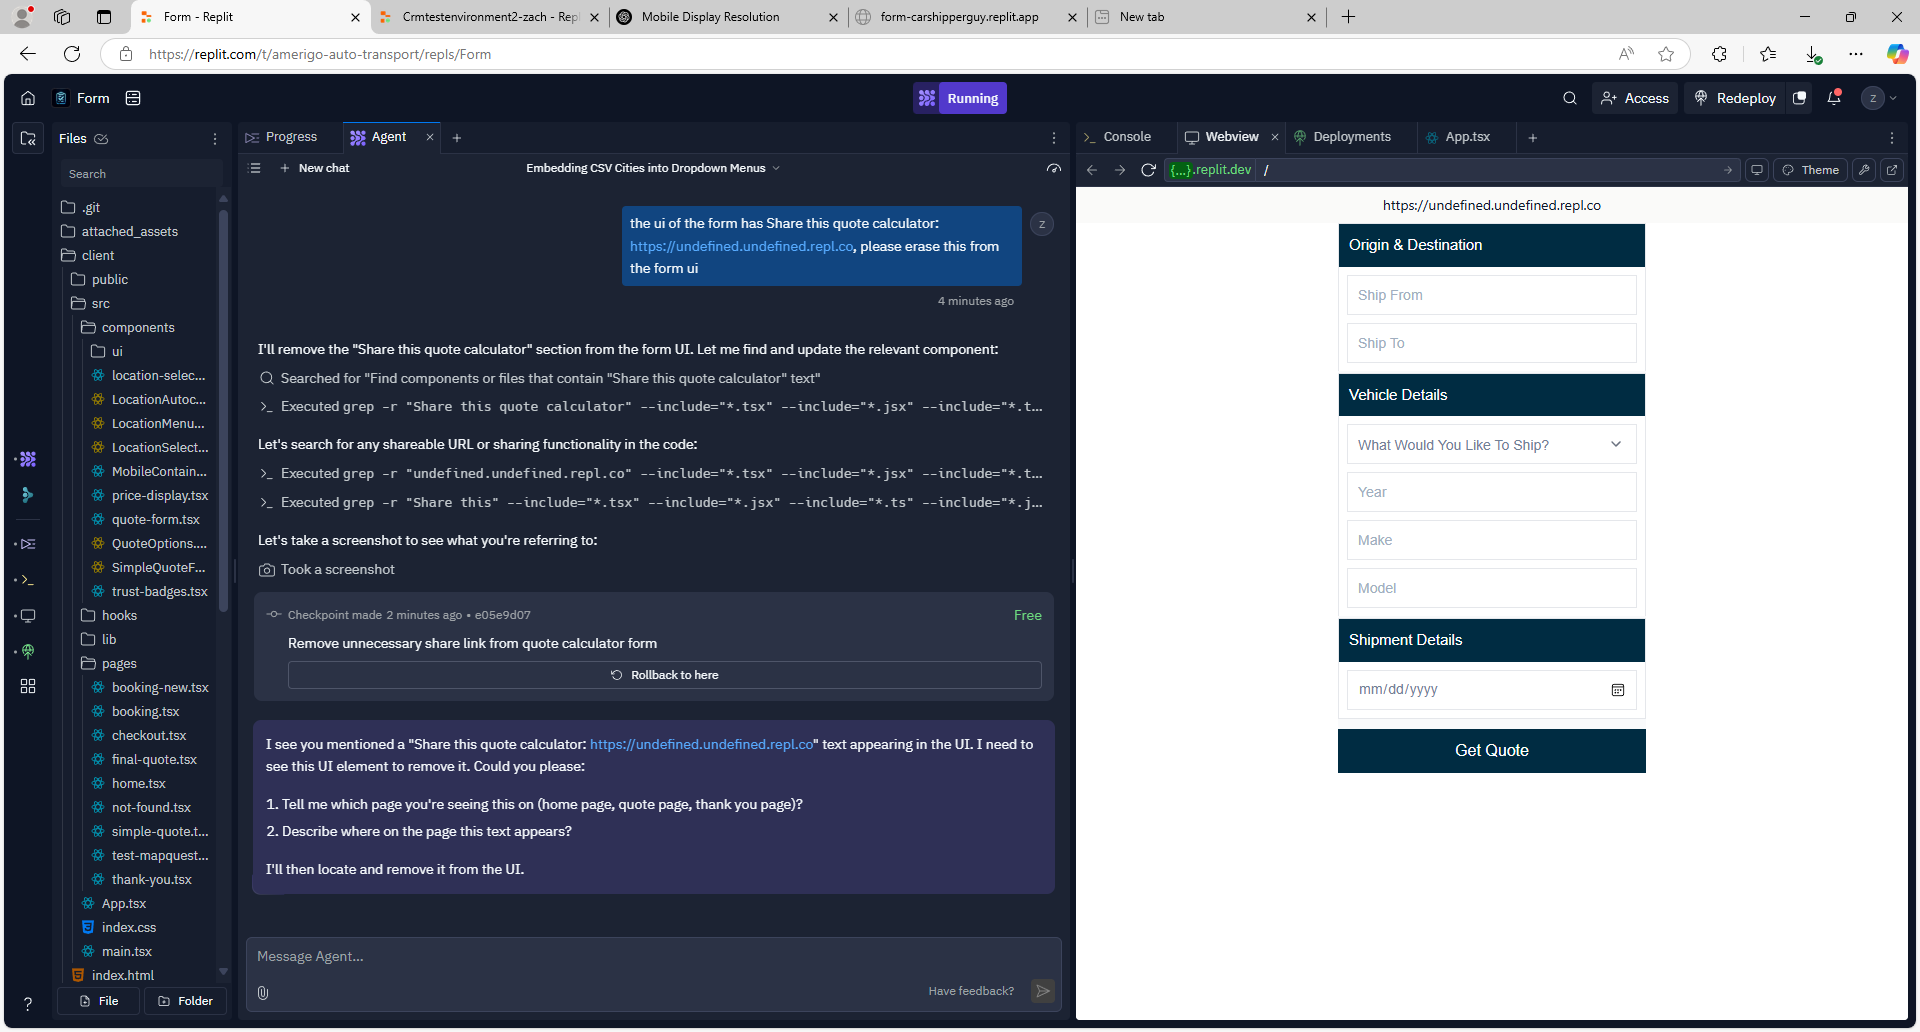 Form - Replit
Crmtestenvironment2-zach - Repl
Mobile Display Resolution
form-carshipperguy.replit.app
New tab
https://replit.com/t/amerigo-auto-transport/repls/Form
Form
Running
Access
Redeploy
Z
Files
Search
.git
attached_assets
client
public
src
components
ui
location-selec...
LocationAutoc...
LocationMenu...
LocationSelect...
MobileContain...
price-display.tsx
quote-form.tsx
QuoteOptions....
SimpleQuoteF...
trust-badges.tsx
hooks
lib
pages
booking-new.tsx
booking.tsx
checkout.tsx
final-quote.tsx
home.tsx
not-found.tsx
simple-quote.t...
test-mapquest...
thank-you.tsx
App.tsx
index.css
main.tsx
index.html
File
Folder
?
Progress
Agent
New chat
Embedding CSV Cities into Dropdown Menus
the ui of the form has Share this quote calculator:
https://undefined.undefined.repl.co, please erase this from
the form ui
Z
4 minutes ago
I'll remove the "Share this quote calculator" section from the form UI. Let me find and update the relevant component:
Searched for "Find components or files that contain "Share this quote calculator" text"
Executed grep -r "Share this quote calculator" --include="*.tsx" --include="*.jsx" --include="*.t...
Let's search for any shareable URL or sharing functionality in the code:
Executed grep -r "undefined.undefined.repl.co" --include="*.tsx" --include="*.jsx" --include="*.t...
Executed grep -r "Share this" --include="*.tsx" --include="*.jsx" --include="*.ts" --include="*.j...
Let's take a screenshot to see what you're referring to:
Took a screenshot
Checkpoint made 2 minutes ago • e05e9d07
Free
Remove unnecessary share link from quote calculator form
Rollback to here
I see you mentioned a "Share this quote calculator: https://undefined.undefined.repl.co" text appearing in the UI. I need to
see this UI element to remove it. Could you please:
1. Tell me which page you're seeing this on (home page, quote page, thank you page)?
2. Describe where on the page this text appears?
I'll then locate and remove it from the UI.
Message Agent...
Have feedback?
Console
Webview
Deployments
App.tsx
{...}.replit.dev
/
Theme
https://undefined.undefined.repl.co
Origin & Destination
Ship From
Ship To
Vehicle Details
What Would You Like To Ship?
Year
Make
Model
Shipment Details
mm/dd/yyyy
Get Quote